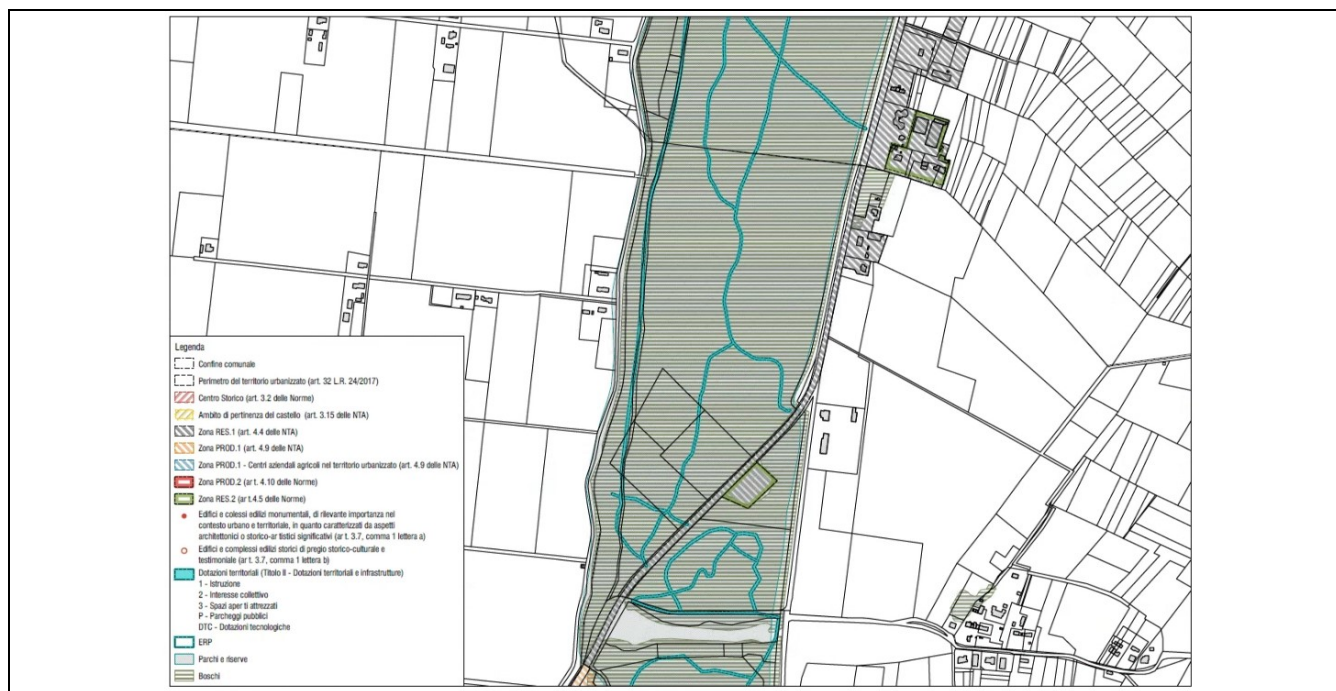 Legenda
Confine comunale
Perimetro del territorio urbanizzato (art. 32 L.R. 24/2017)
Centro Storico (art. 3.2 delle Norme)
Ambito di pertinenza del castello (art. 3.15 delle NTA)
Zona RES.1 (art. 4.4 delle NTA)
Zona PROD.1 (art. 4.9 delle NTA)
Zona PROD.1 - Centri aziendali agricoli nel territorio urbanizzato (art. 4.9 delle NTA)
Zona PROD.2 (art. 4.10 delle Norme)
Zona RES.2 (ar t.4.5 delle Norme)
Edifici e colessi edilizi monumentali, di rilevante importanza nel
contesto urbano e territoriale, in quanto caratterizzati da aspetti
architettonici o storico-ar tistici significativi (ar t. 3.7, comma 1 lettera a)
Edifici e complessi edilizi storici di pregio storico-culturale e
testimoniale (ar t. 3.7, comma 1 lettera b)
Dotazioni territoriali (Titolo II - Dotazioni territoriali e infrastrutture)
1 - Istruzione
2 - Interesse collettivo
3 - Spazi aper ti attrezzati
P - Parcheggi pubblici
DTC - Dotazioni tecnologiche
ERP
Parchi e riserve
Boschi